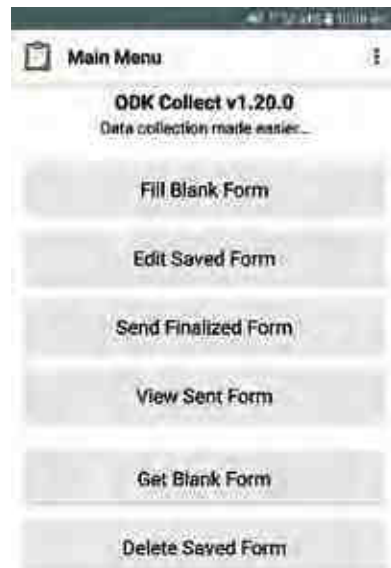 Main Menu
ODK Collect v1.20.0
Data collection made easier...
Fill Blank Form
Edit Saved Form
Send Finalized Form
View Sent Form
Get Blank Form
Delete Saved Form